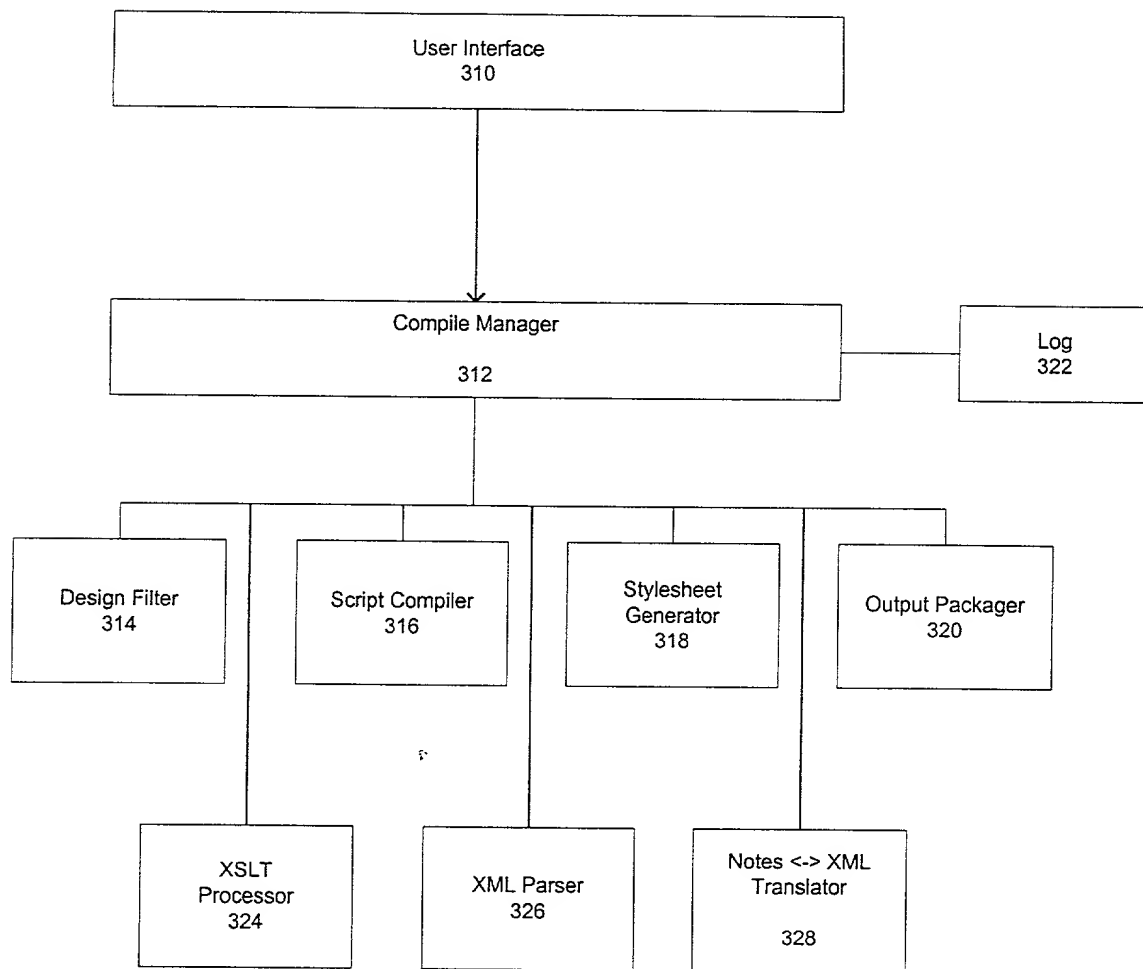 User Interface
310
Compile Manager
312
Log
322
Design Filter
314
Script Compiler
316
Stylesheet
Generator
318
Output Packager
320
XSLT
Processor
324
XML Parser
326
Notes <-> XML
Translator
328